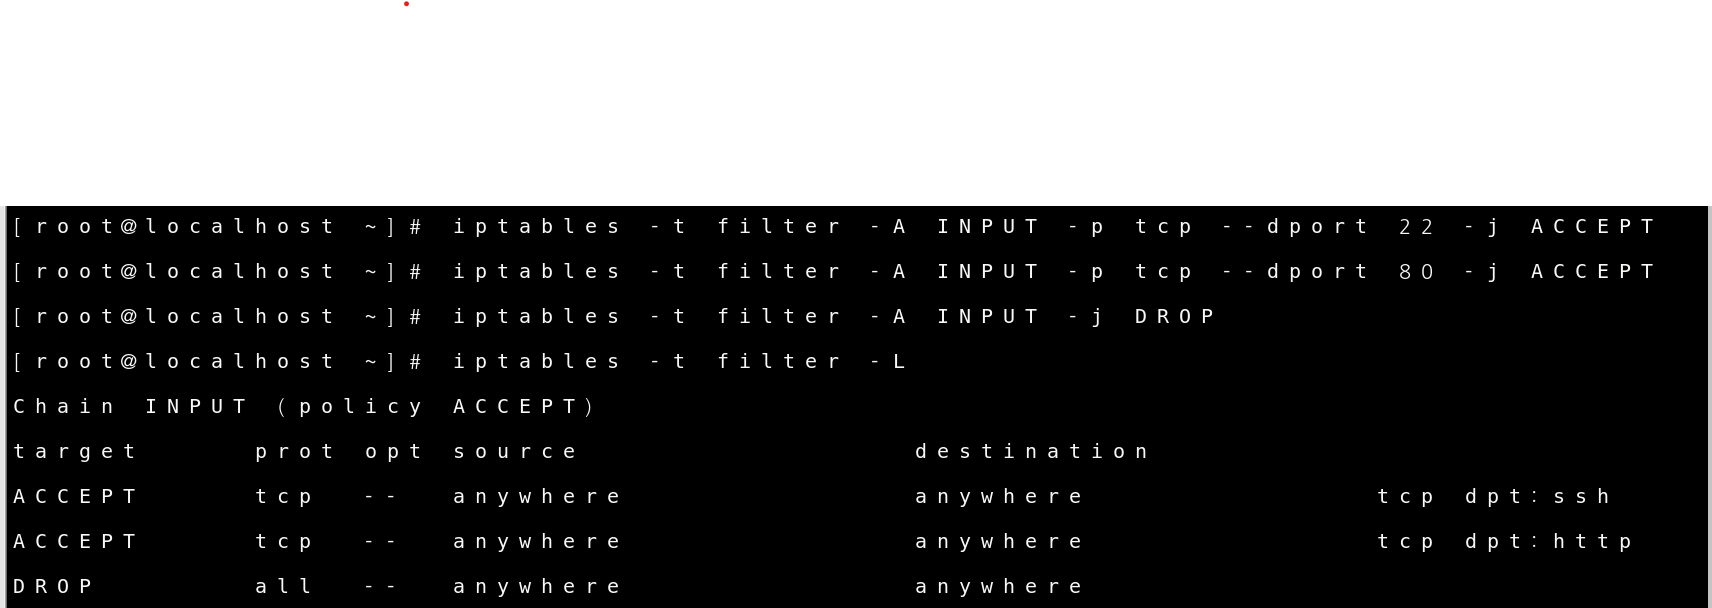 [root@localhost ~]# iptables -t filter -A INPUT -p tcp --dport 22 -j ACCEPT
[root@localhost ~]# iptables -t filter -A INPUT -p tcp --dport 80 -j ACCEPT
[root@localhost ~]# iptables -t filter -A INPUT -j DROP
[root@localhost ~]# iptables -t filter -L
Chain INPUT (policy ACCEPT)
target     prot opt source               destination
ACCEPT     tcp  --  anywhere             anywhere             tcp dpt:ssh
ACCEPT     tcp  --  anywhere             anywhere             tcp dpt:http
DROP       all  --  anywhere             anywhere